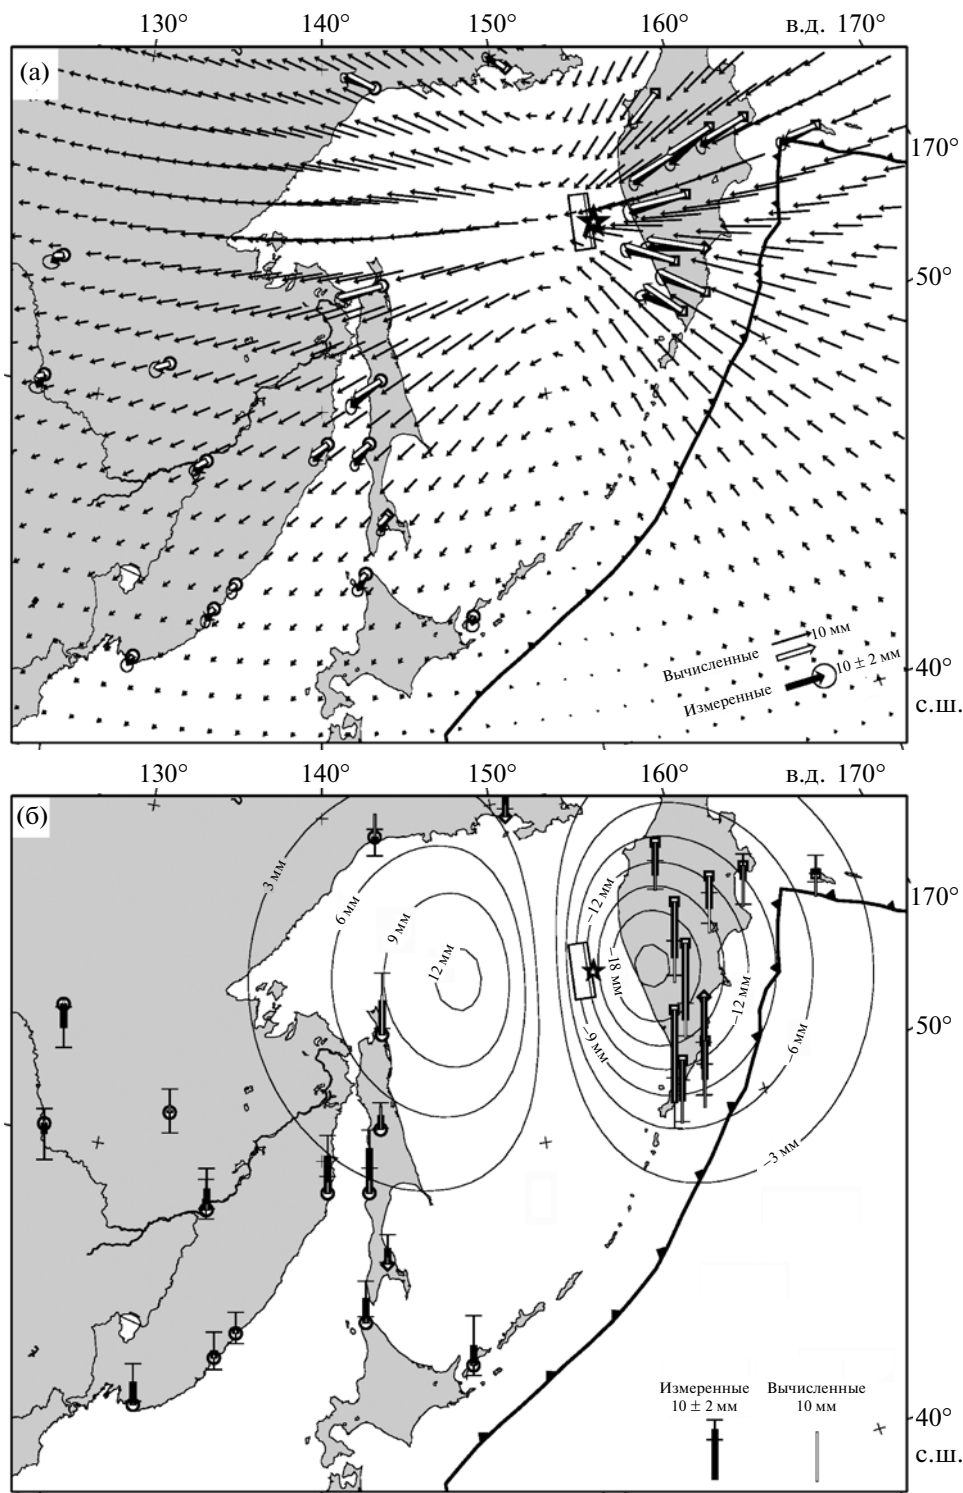 130° 140° 150° 160° в.д. 170°
(а)
170°
50°
10 мм
Вычисленные
10 ± 2 мм
Измеренные
40°
с.ш.
130° 140° 150° 160° в.д. 170°
(б)
3 мм
6 мм
9 мм
12 мм
–12 мм
–18 мм
–12 мм
–9 мм
–6 мм
–3 мм
170°
50°
Измеренные
10 ± 2 мм
Вычисленные
10 мм
40°
с.ш.